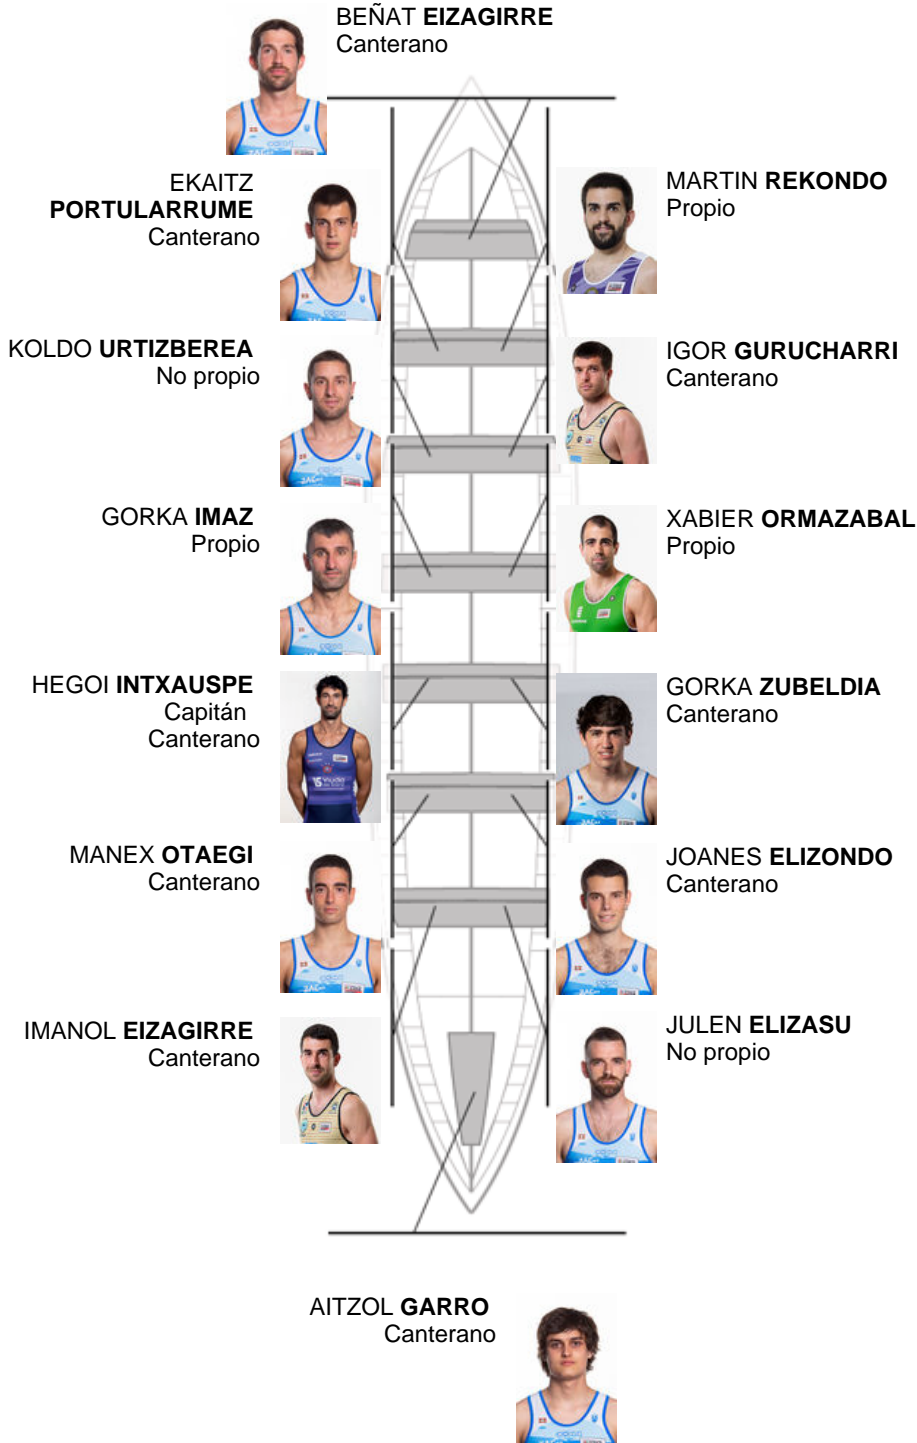 BEÑAT EIZAGIRRE
Canterano
EKAITZ
PORTULARRUME
Canterano
MARTIN REKONDO
Propio
KOLDO URTIZBEREA
No propio
IGOR GURUCHARRI
Canterano
GORKA IMAZ
Propio
XABIER ORMAZABAL
Propio
HEGOI INTXAUSPE
Capitán
Canterano
GORKA ZUBELDIA
Canterano
MANEX OTAEGI
Canterano
JOANES ELIZONDO
Canterano
IMANOL EIZAGIRRE
Canterano
JULEN ELIZASU
No propio
AITZOL GARRO
Canterano